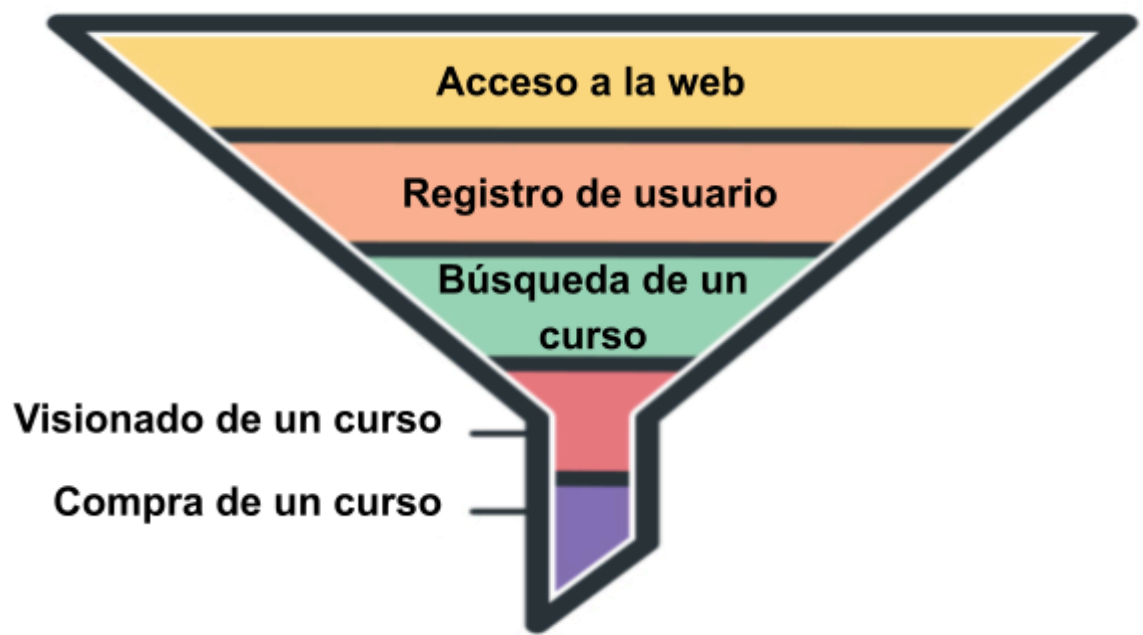 Acceso a la web
Registro de usuario
Búsqueda de un
curso
Visionado de un curso
Compra de un curso